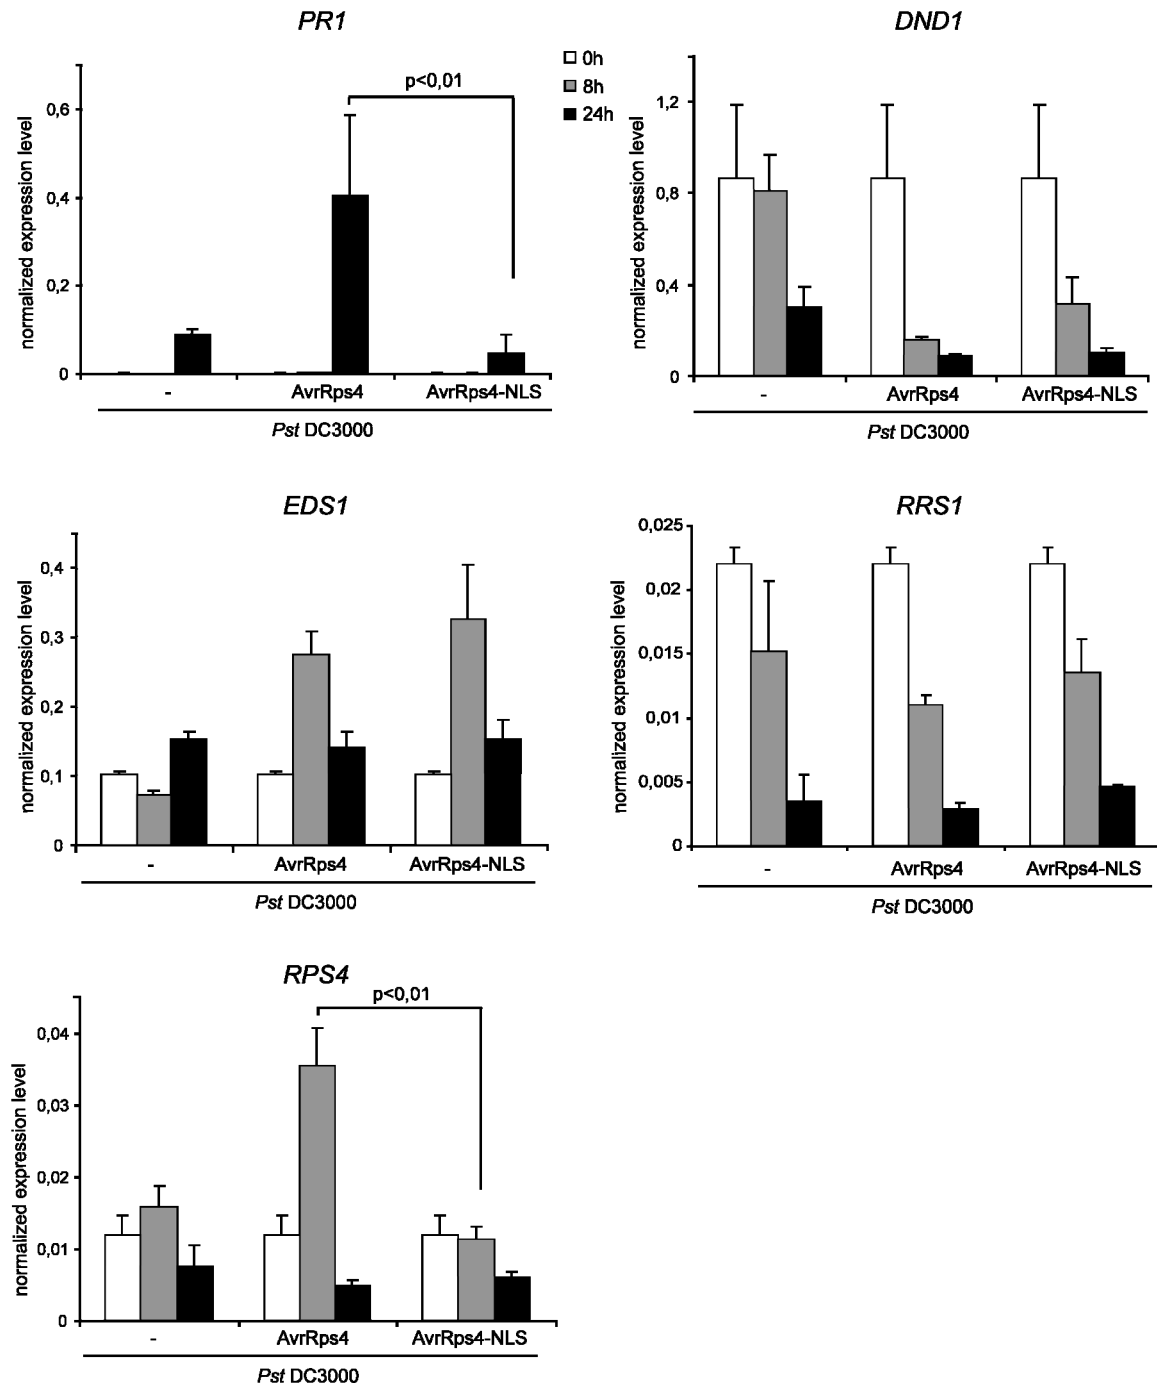 PR1
normalized expression level
0,6
0,4
0,2
0
p<0,01
- AvrRps4 AvrRps4-NLS
Pst DC3000
0h
8h
24h
DND1
normalized expression level
1,2
0,8
0,4
0
- AvrRps4 AvrRps4-NLS
Pst DC3000
EDS1
normalized expression level
0,4
0,3
0,2
0,1
0
- AvrRps4 AvrRps4-NLS
Pst DC3000
RRS1
normalized expression level
0,025
0,02
0,015
0,01
0,005
0
- AvrRps4 AvrRps4-NLS
Pst DC3000
RPS4
normalized expression level
0,04
0,03
0,02
0,01
0
p<0,01
- AvrRps4 AvrRps4-NLS
Pst DC3000